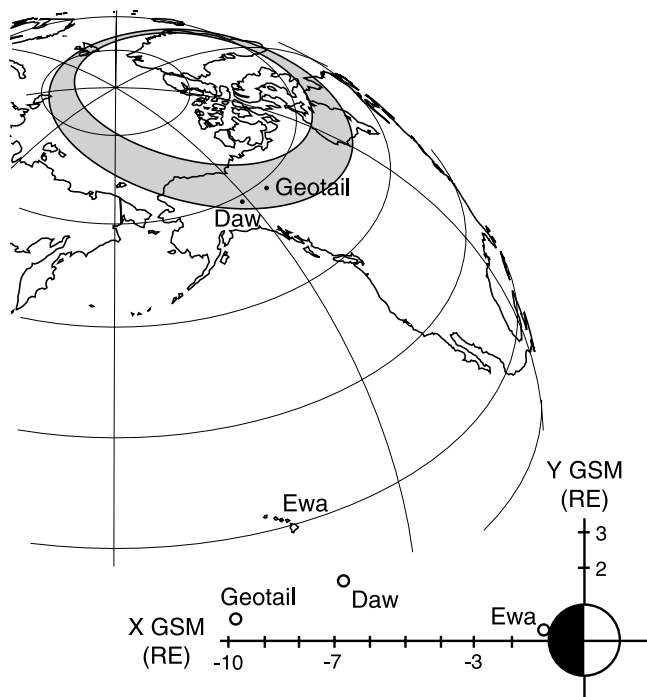 Geotail
Daw
Ewa
Y GSM
(RE)
3
2
Geotail
Daw
Ewa
X GSM
(RE)
-10
-7
-3